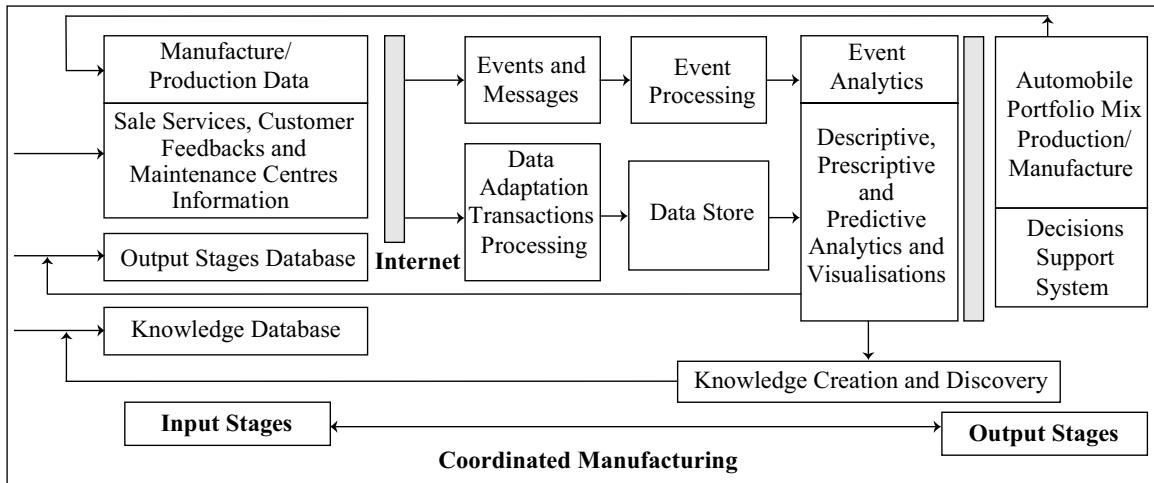 Manufacture/
Production Data
Sale Services, Customer
Feedbacks and
Maintenance Centres
Information
Output Stages Database
Knowledge Database
Internet
Events and
Messages
Event
Processing
Data
Adaptation
Transactions
Processing
Data Store
Event
Analytics
Descriptive,
Prescriptive
and
Predictive
Analytics and
Visualisations
Automobile
Portfolio Mix
Production/
Manufacture
Decisions
Support
System
Knowledge Creation and Discovery
Input Stages
Output Stages
Coordinated Manufacturing